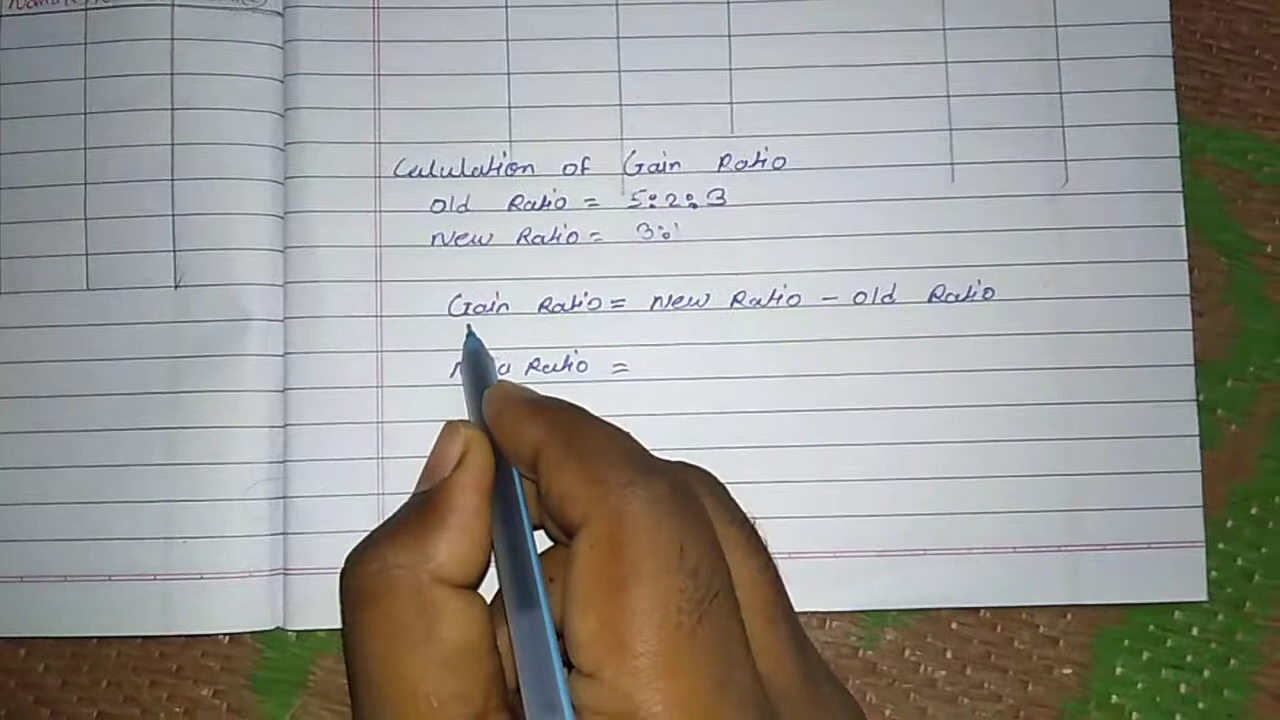 Calulation of Gain Ratio
Old Ratio = 5:2:3
New Ratio = 3:1
Gain Ratio = New Ratio - Old Ratio
Ratio =